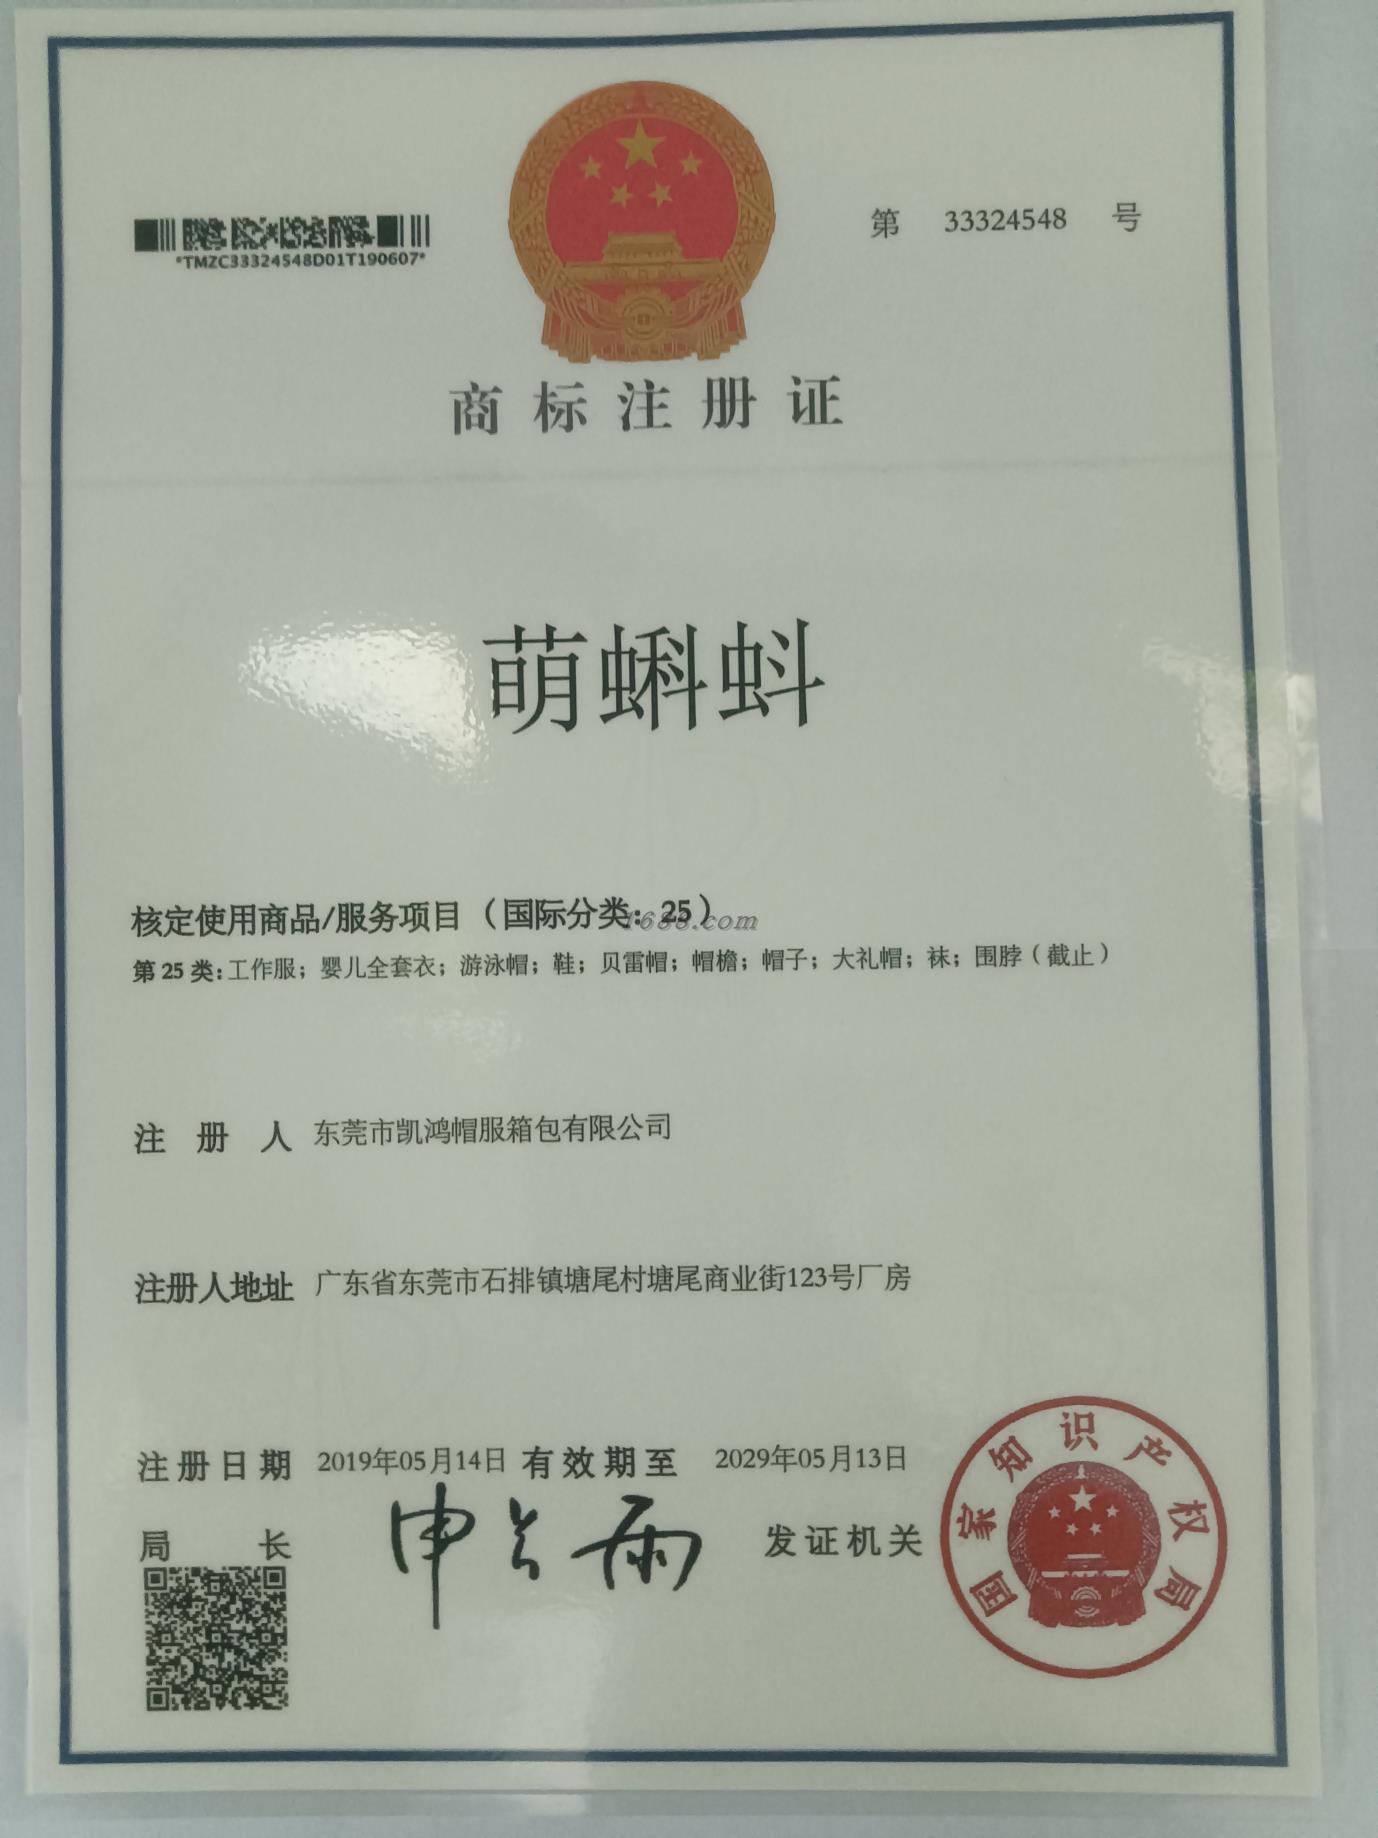 *TMZC33324548D01T190607*
第 33324548 号
商标注册证
萌蝌蚪
核定使用商品/服务项目（国际分类：25）
1688.com
第25类：工作服；婴儿全套衣；游泳帽；鞋；贝雷帽；帽檐；帽子；大礼帽；袜；围脖（截止）
注册人 东莞市凯鸿帽服箱包有限公司
注册人地址 广东省东莞市石排镇塘尾村塘尾商业街123号厂房
注册日期 2019年05月14日 有效期至 2029年05月13日
局长 申长雨 发证机关
国家知识产权局